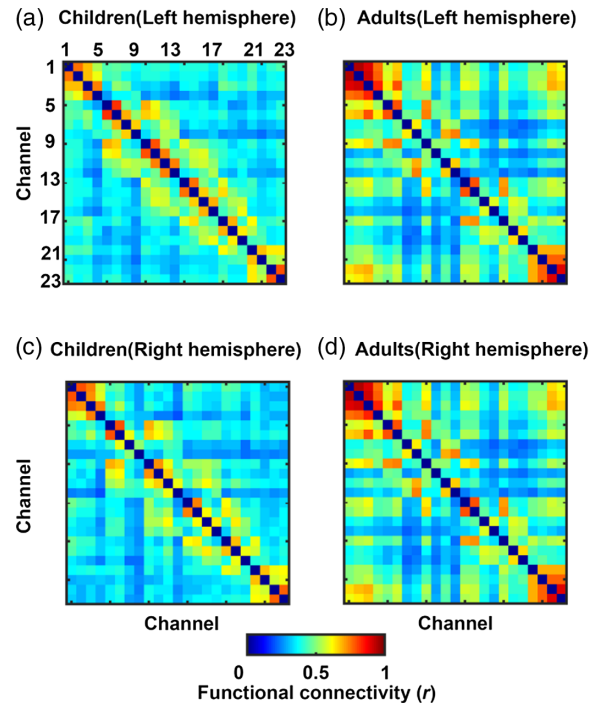 (a) Children(Left hemisphere) (b) Adults(Left hemisphere)
1 5 9 13 17 21 23
1
5
9
13
17
21
23
Channel
(c) Children(Right hemisphere) (d) Adults(Right hemisphere)
Channel
Channel Channel
0 0.5 1
Functional connectivity (r)